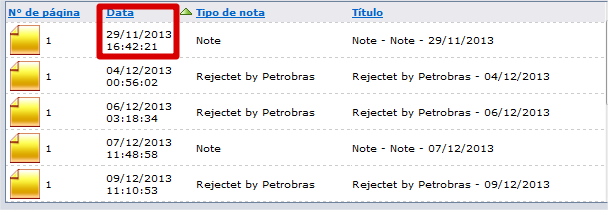 Nº de página Data Tipo de nota Título
1 29/11/2013 16:42:21 Note Note - Note - 29/11/2013
1 04/12/2013 00:56:02 Rejectet by Petrobras Rejectet by Petrobras - 04/12/2013
1 06/12/2013 03:18:34 Rejectet by Petrobras Rejectet by Petrobras - 06/12/2013
1 07/12/2013 11:48:58 Note Note - Note - 07/12/2013
1 09/12/2013 11:10:53 Rejectet by Petrobras Rejectet by Petrobras - 09/12/2013